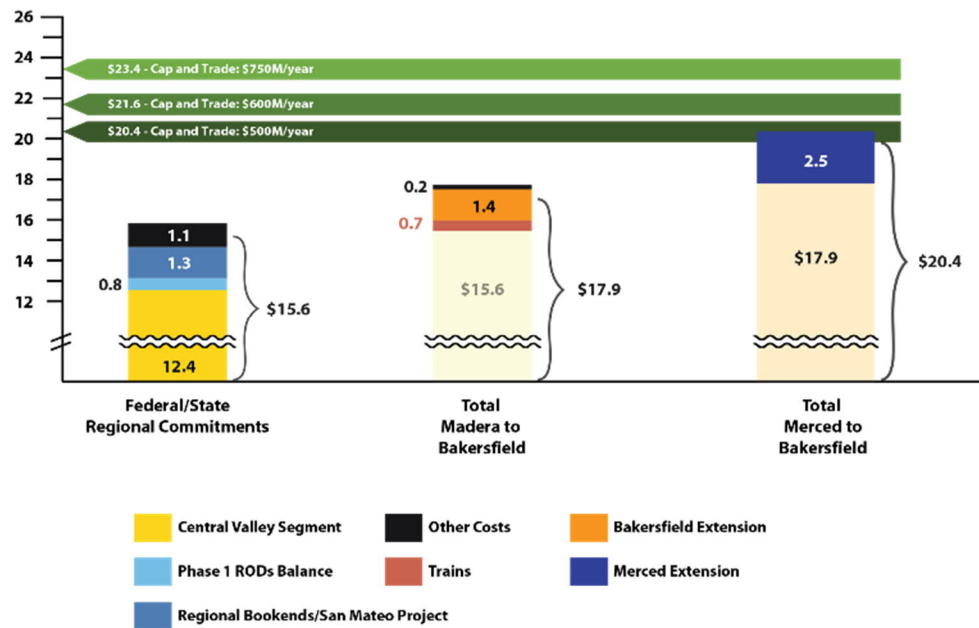 26
24
22
20
18
16
14
12
$23.4 - Cap and Trade: $750M/year
$21.6 - Cap and Trade: $600M/year
$20.4 - Cap and Trade: $500M/year
1.1
1.3
0.8
12.4
$15.6
0.2
1.4
0.7
$15.6
$17.9
2.5
$17.9
$20.4
Federal/State
Regional Commitments
Total
Madera to
Bakersfield
Total
Merced to
Bakersfield
Central Valley Segment
Other Costs
Bakersfield Extension
Phase 1 RODs Balance
Trains
Merced Extension
Regional Bookends/San Mateo Project